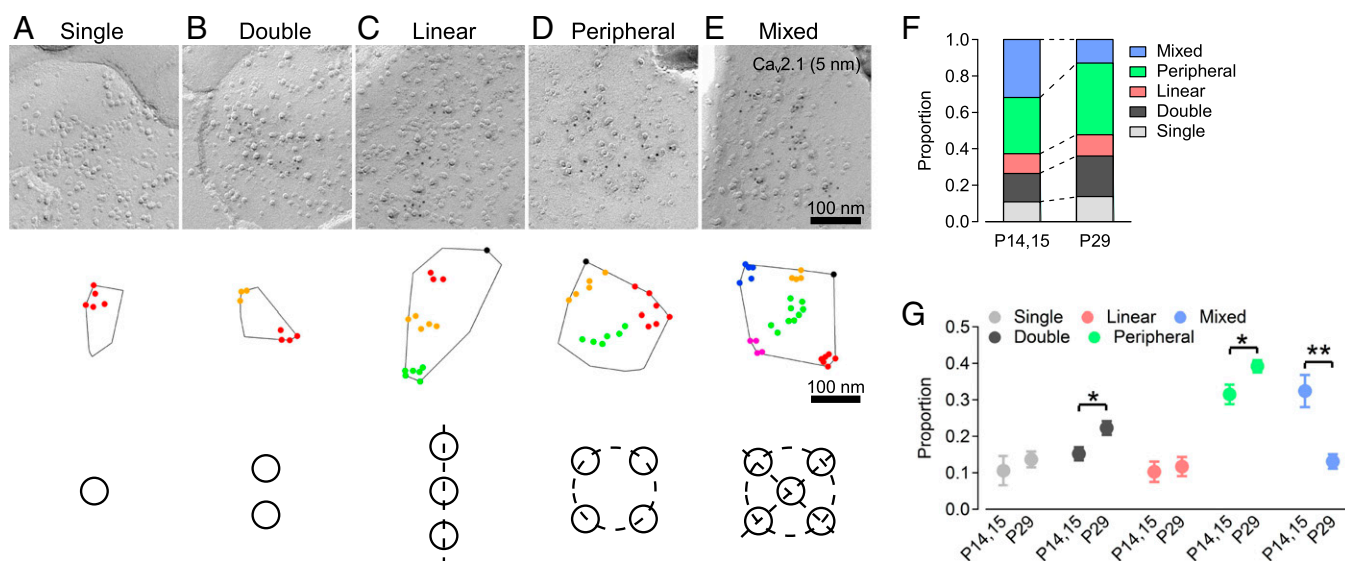 A Single
B Double
C Linear
D Peripheral
E Mixed
Cav2.1 (5 nm)
100 nm
100 nm
F
Proportion
1.0
0.8
0.6
0.4
0.2
0.0
P14,15
P29
Mixed
Peripheral
Linear
Double
Single
G
Single
Linear
Mixed
Double
Peripheral
Proportion
0.5
0.4
0.3
0.2
0.1
0.0
*
*
**
P14,15
P29
P14,15
P29
P14,15
P29
P14,15
P29
P14,15
P29